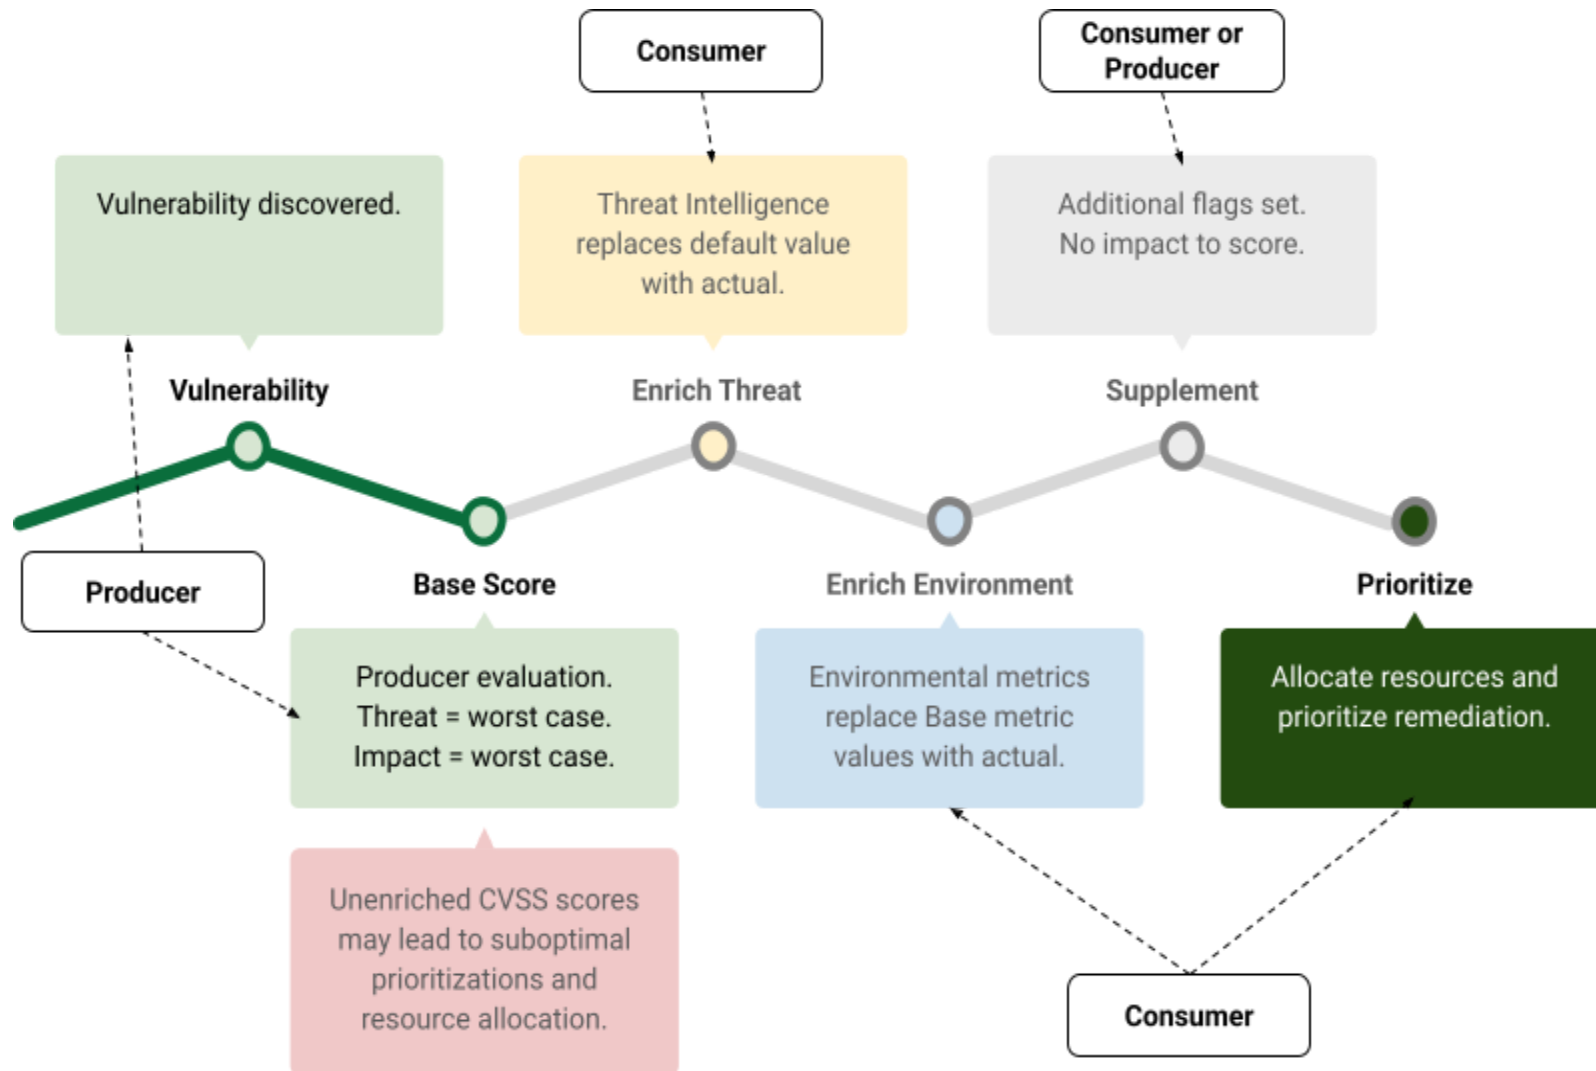 Consumer
Consumer or
Producer
Vulnerability discovered.
Threat Intelligence
replaces default value
with actual.
Additional flags set.
No impact to score.
Vulnerability
Enrich Threat
Supplement
Producer
Base Score
Enrich Environment
Prioritize
Producer evaluation.
Threat = worst case.
Impact = worst case.
Environmental metrics
replace Base metric
values with actual.
Allocate resources and
prioritize remediation.
Unenriched CVSS scores
may lead to suboptimal
prioritizations and
resource allocation.
Consumer